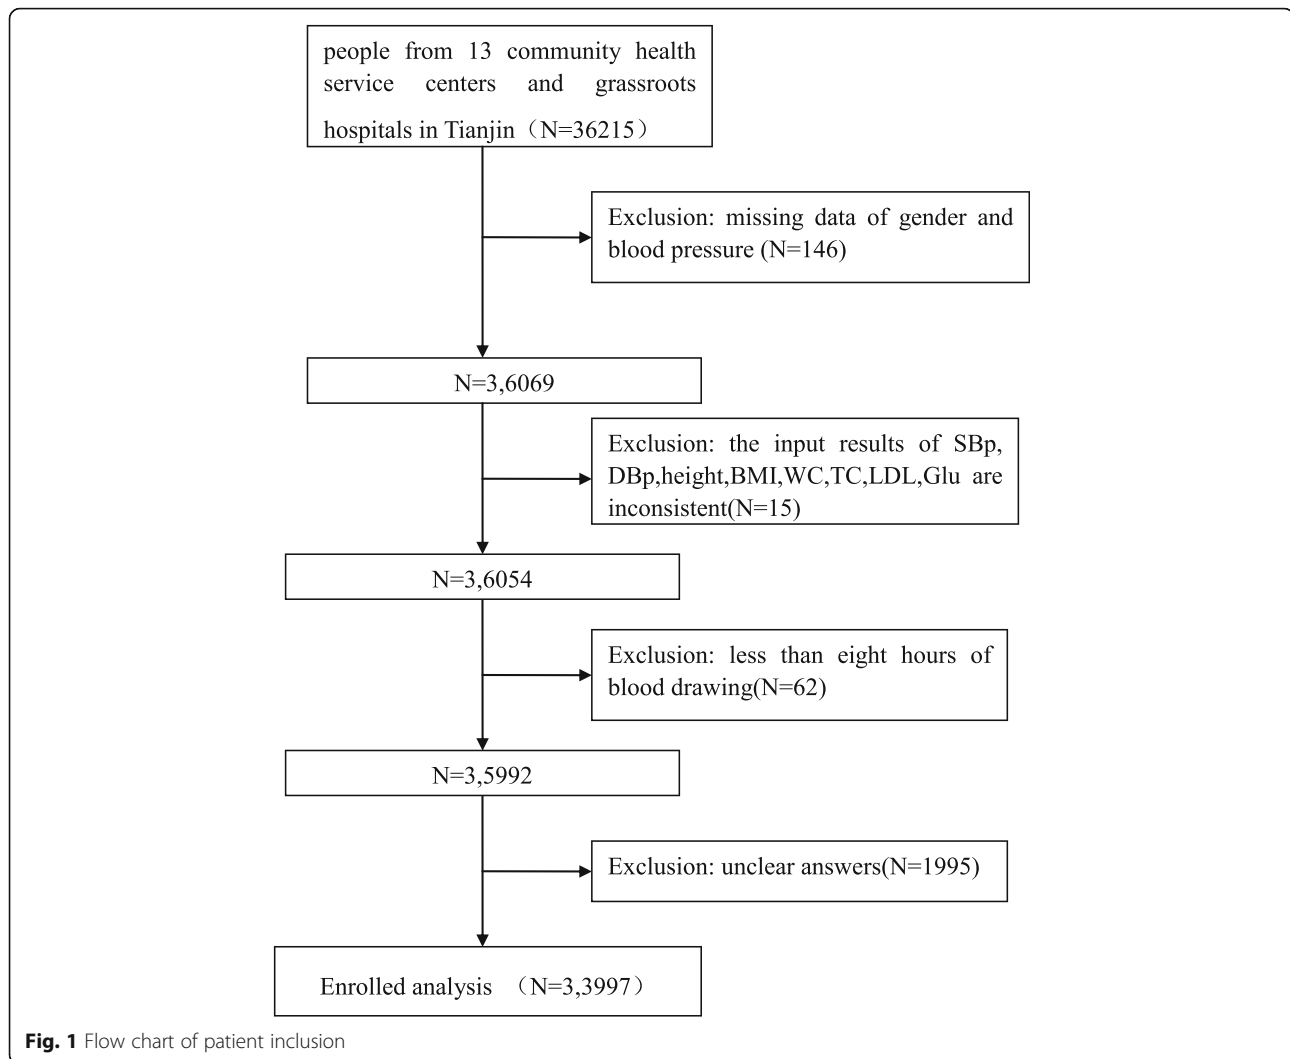 people from 13 community health
service centers and grassroots
hospitals in Tianjin（N=36215）
Exclusion: missing data of gender and
blood pressure (N=146)
N=3,6069
Exclusion: the input results of SBp,
DBp,height,BMI,WC,TC,LDL,Glu are
inconsistent(N=15)
N=3,6054
Exclusion: less than eight hours of
blood drawing(N=62)
N=3,5992
Exclusion: unclear answers(N=1995)
Enrolled analysis （N=3,3997）
Fig. 1 Flow chart of patient inclusion